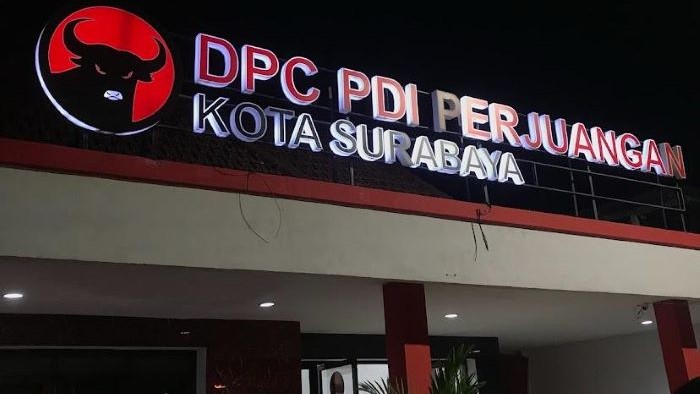 DPC PDI PERJUANGAN
KOTA SURABAYA